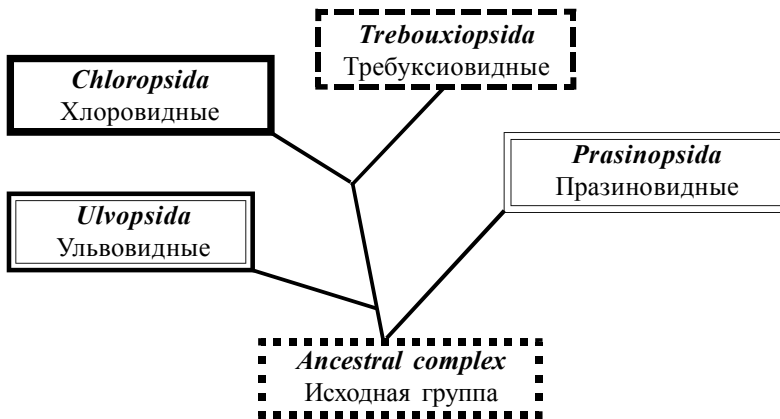 Trebouxiopsida
Требуксиовидные
Chloropsida
Хлоровидные
Prasinopsida
Празиновидные
Ulvopsida
Ульвовидные
Ancestral complex
Исходная группа